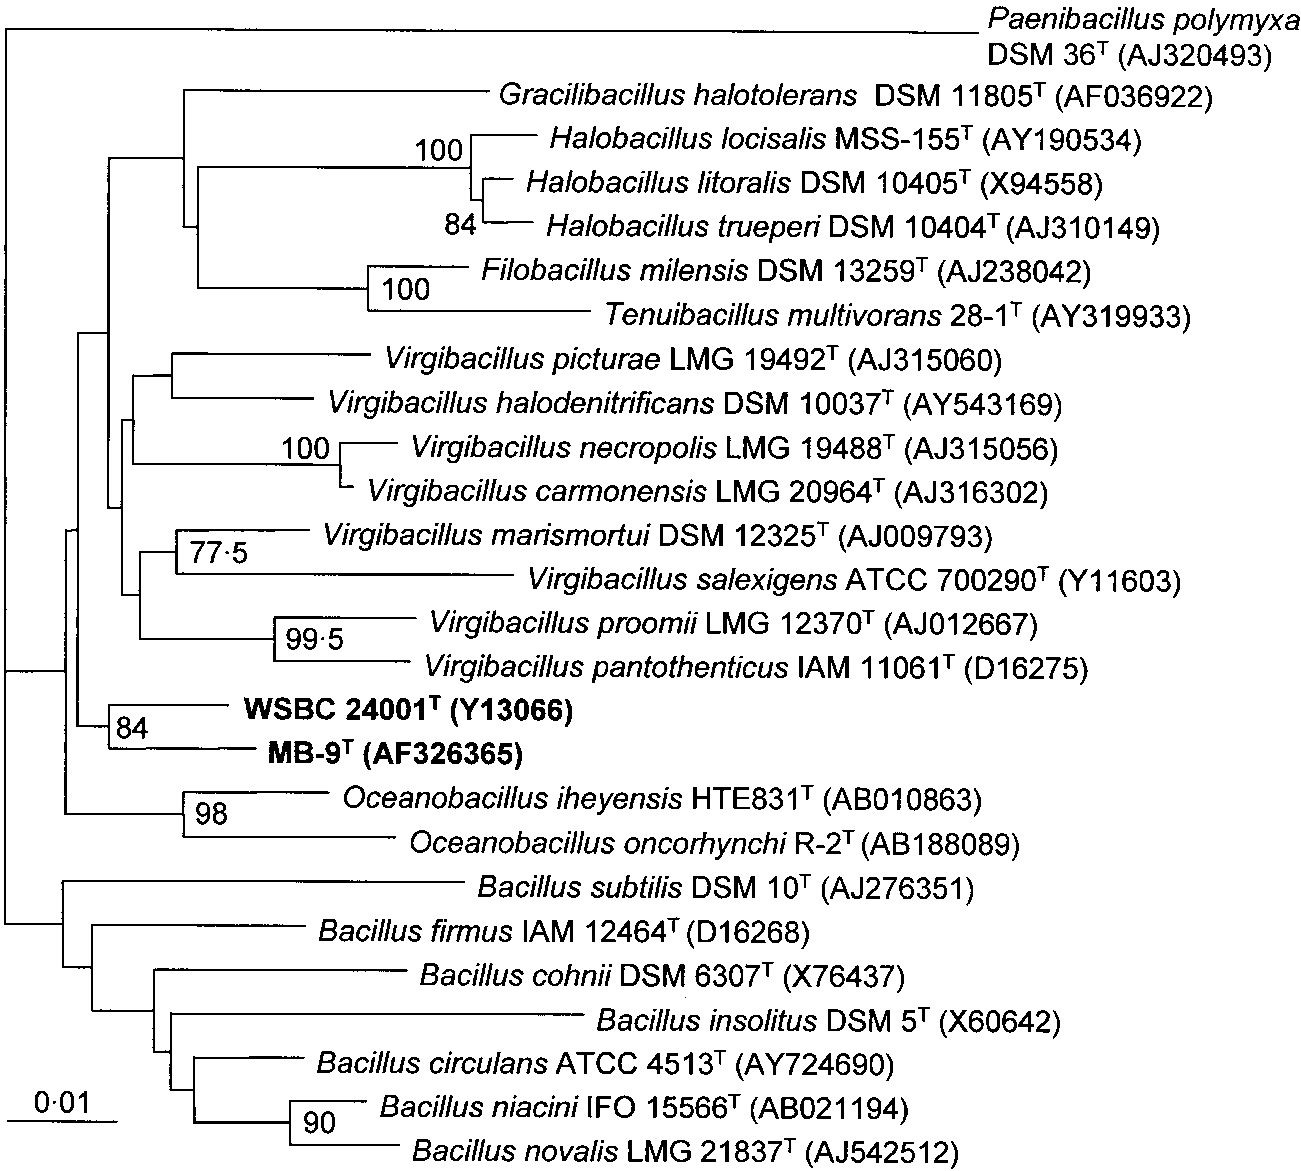 Paenibacillus polymyxa
DSM 36ᵀ (AJ320493)
Gracilibacillus halotolerans DSM 11805ᵀ (AF036922)
100
Halobacillus locisalis MSS-155ᵀ (AY190534)
Halobacillus litoralis DSM 10405ᵀ (X94558)
84
Halobacillus trueperi DSM 10404ᵀ (AJ310149)
Filobacillus milensis DSM 13259ᵀ (AJ238042)
100
Tenuibacillus multivorans 28-1ᵀ (AY319933)
Virgibacillus picturae LMG 19492ᵀ (AJ315060)
Virgibacillus halodenitrificans DSM 10037ᵀ (AY543169)
100
Virgibacillus necropolis LMG 19488ᵀ (AJ315056)
Virgibacillus carmonensis LMG 20964ᵀ (AJ316302)
Virgibacillus marismortui DSM 12325ᵀ (AJ009793)
77·5
Virgibacillus salexigens ATCC 700290ᵀ (Y11603)
Virgibacillus proomii LMG 12370ᵀ (AJ012667)
99·5
Virgibacillus pantothenticus IAM 11061ᵀ (D16275)
WSBC 24001ᵀ (Y13066)
84
MB-9ᵀ (AF326365)
Oceanobacillus iheyensis HTE831ᵀ (AB010863)
98
Oceanobacillus oncorhynchi R-2ᵀ (AB188089)
Bacillus subtilis DSM 10ᵀ (AJ276351)
Bacillus firmus IAM 12464ᵀ (D16268)
Bacillus cohnii DSM 6307ᵀ (X76437)
Bacillus insolitus DSM 5ᵀ (X60642)
Bacillus circulans ATCC 4513ᵀ (AY724690)
0·01
Bacillus niacini IFO 15566ᵀ (AB021194)
90
Bacillus novalis LMG 21837ᵀ (AJ542512)